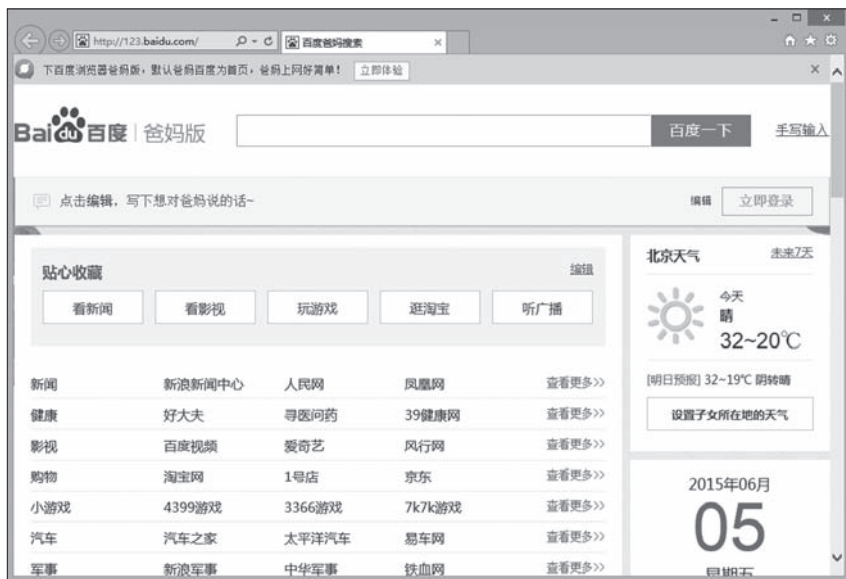 http://123.baidu.com/ 百度爸妈搜索
下百度浏览器爸妈版，默认爸妈百度为首页，爸妈上网好简单！ 立即体验
Bai du 百度 爸妈版 百度一下 手写输入
点击编辑，写下想对爸妈说的话~ 编辑 立即登录
贴心收藏 编辑
看新闻 看影视 玩游戏 逛淘宝 听广播
新闻 新浪新闻中心 人民网 凤凰网 查看更多>>
健康 好大夫 寻医问药 39健康网 查看更多>>
影视 百度视频 爱奇艺 风行网 查看更多>>
购物 淘宝网 1号店 京东 查看更多>>
小游戏 4399游戏 3366游戏 7k7k游戏 查看更多>>
汽车 汽车之家 太平洋汽车 易车网 查看更多>>
军事 新浪军事 中华军事 铁血网 查看更多>>
北京天气 未来7天
今天
晴
32~20℃
[明日预报] 32~19℃ 阴转晴
设置子女所在地的天气
2015年06月
05
星期五